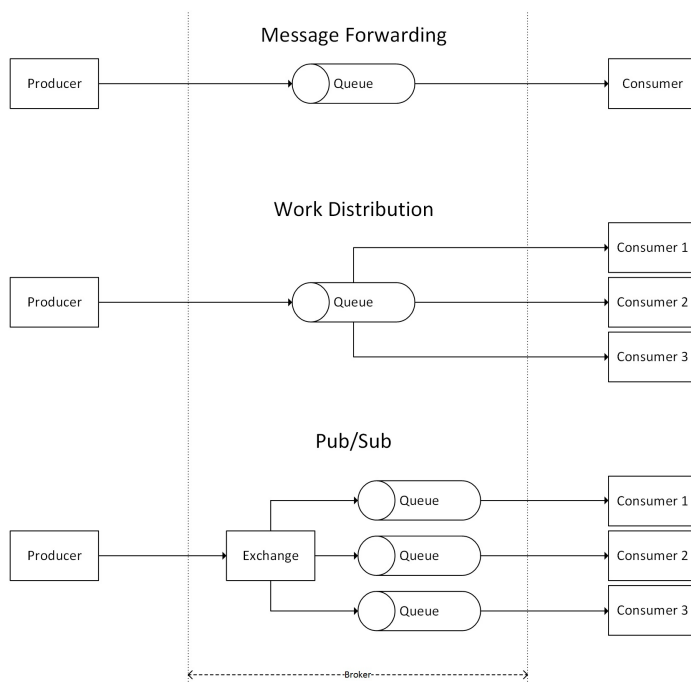 Message Forwarding
Producer
Queue
Consumer
Work Distribution
Consumer 1
Producer
Queue
Consumer 2
Consumer 3
Pub/Sub
Queue
Consumer 1
Producer
Exchange
Queue
Consumer 2
Queue
Consumer 3
Broker